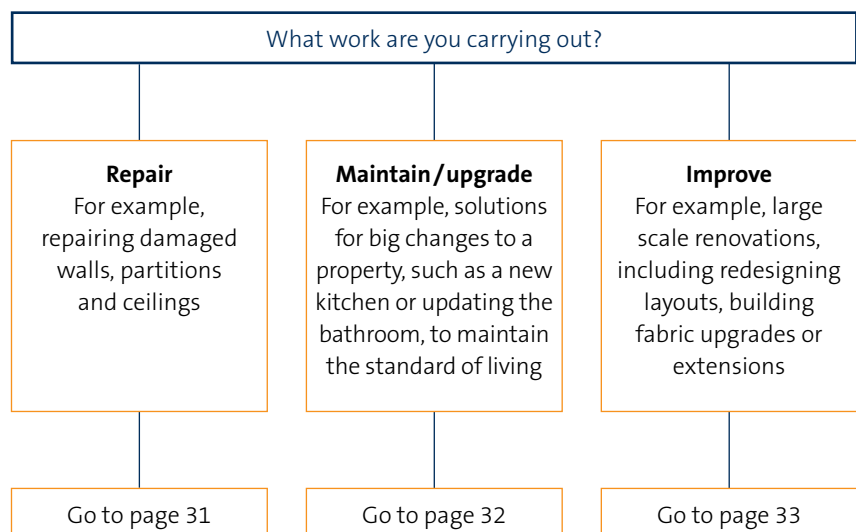 What work are you carrying out?
Repair
For example,
repairing damaged
walls, partitions
and ceilings
Maintain/upgrade
For example, solutions
for big changes to a
property, such as a new
kitchen or updating the
bathroom, to maintain
the standard of living
Improve
For example, large
scale renovations,
including redesigning
layouts, building
fabric upgrades or
extensions
Go to page 31
Go to page 32
Go to page 33